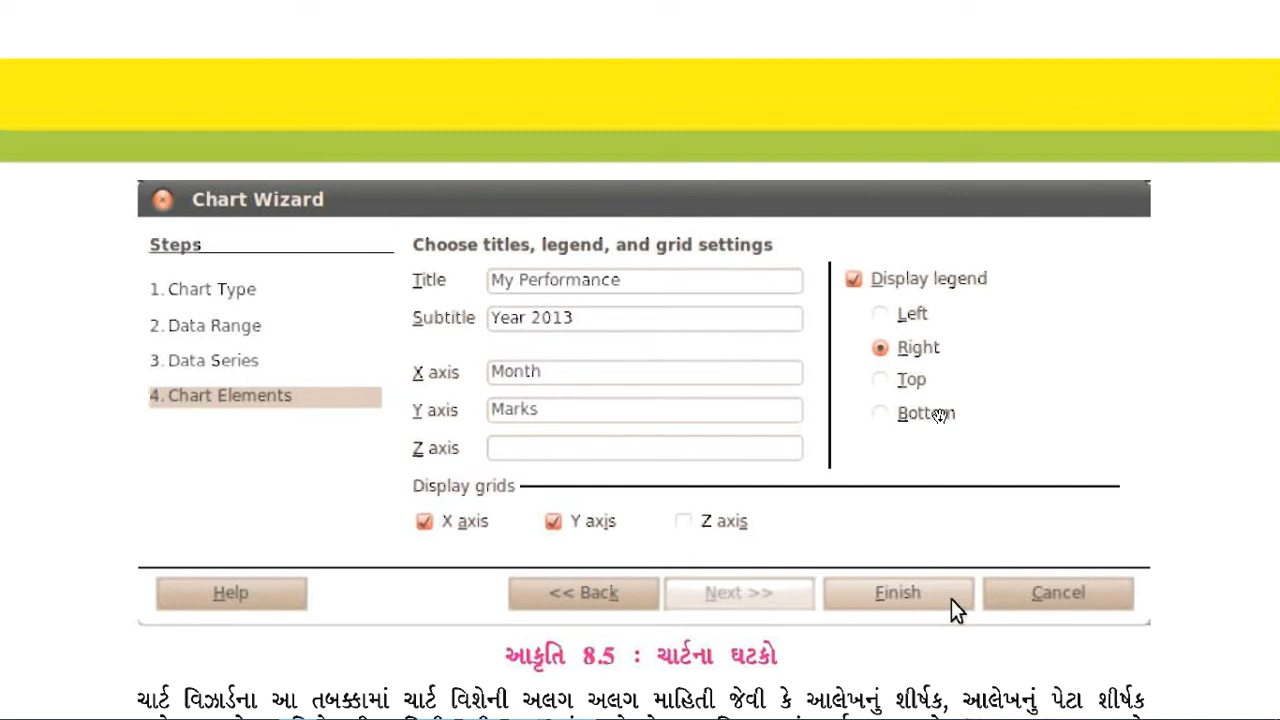 Chart Wizard
Steps
Choose titles, legend, and grid settings
1. Chart Type
2. Data Range
3. Data Series
4. Chart Elements
Title My Performance
Subtitle Year 2013
X axis Month
Y axis Marks
Z axis
Display legend
Left
Right
Top
Bottom
Display grids
X axis Y axis Z axis
Help << Back Next >> Finish Cancel
આકૃતિ 8.5 : ચાર્ટના ઘટકો
ચાર્ટ વિઝાર્ડના આ તબક્કામાં ચાર્ટ વિશેની અલગ અલગ માહિતી જેવી કે આલેખનું શીર્ષક, આલેખનું પેટા શીર્ષક